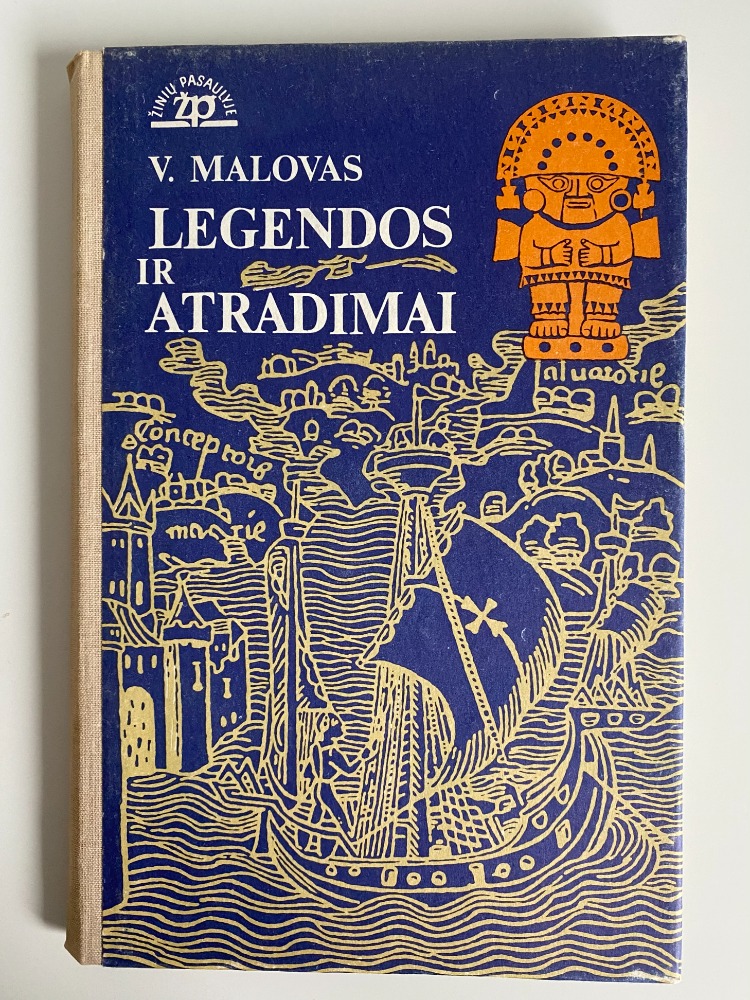 ŽINIŲ PASAULYJE
žp
V. MALOVAS
LEGENDOS
IR
ATRADIMAI